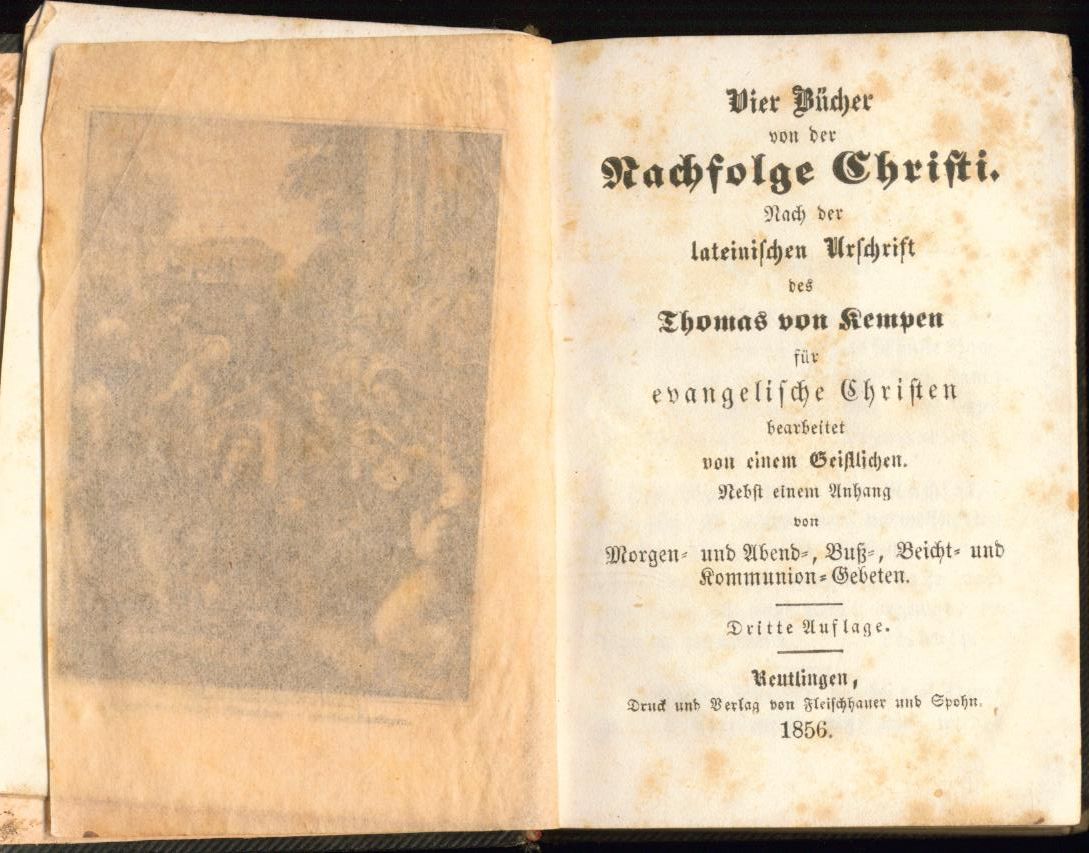 Vier Bücher
von der
Nachfolge Chriſti.
Nach der
lateiniſchen Urſchrift
des
Thomas von Kempen
für
evangeliſche Chriſten
bearbeitet
von einem Geiſtlichen.
Nebſt einem Anhang
von
Morgen- und Abend-, Buß-, Beicht- und
Kommunion-Gebeten.
Dritte Auflage.
Reutlingen,
Druck und Verlag von Fleiſchhauer und Spohn.
1856.